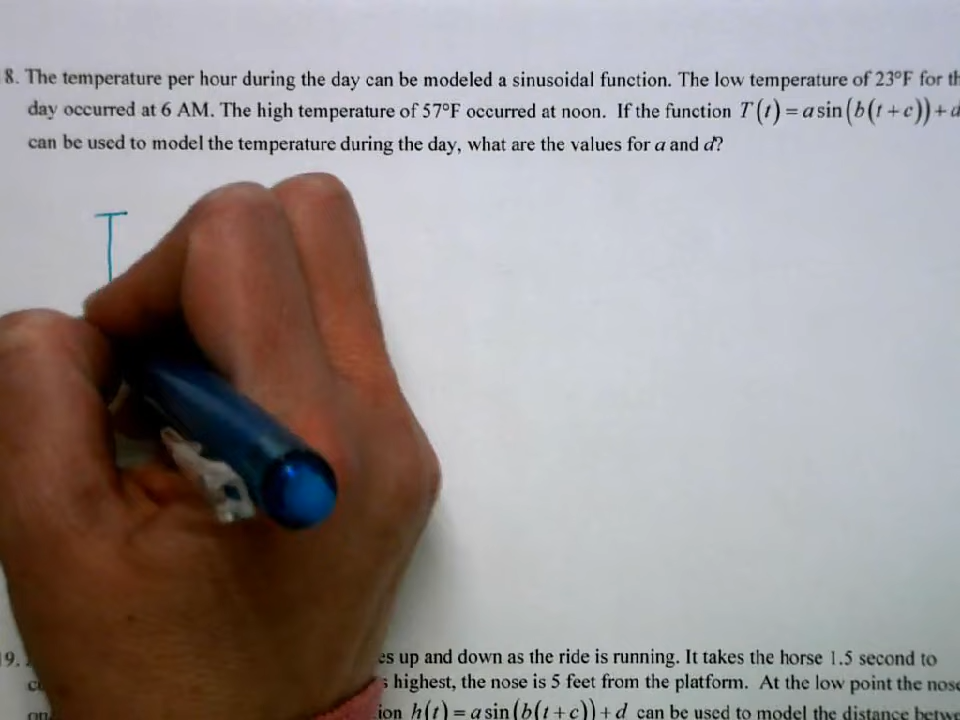 8. The temperature per hour during the day can be modeled a sinusoidal function. The low temperature of 23°F for th
day occurred at 6 AM. The high temperature of 57°F occurred at noon. If the function T(t) = a sin(b(t+c))+d
can be used to model the temperature during the day, what are the values for a and d?
T
9.
es up and down as the ride is running. It takes the horse 1.5 second to
s highest, the nose is 5 feet from the platform. At the low point the nose
ion h(t) = a sin(b(t+c))+d can be used to model the distance betw